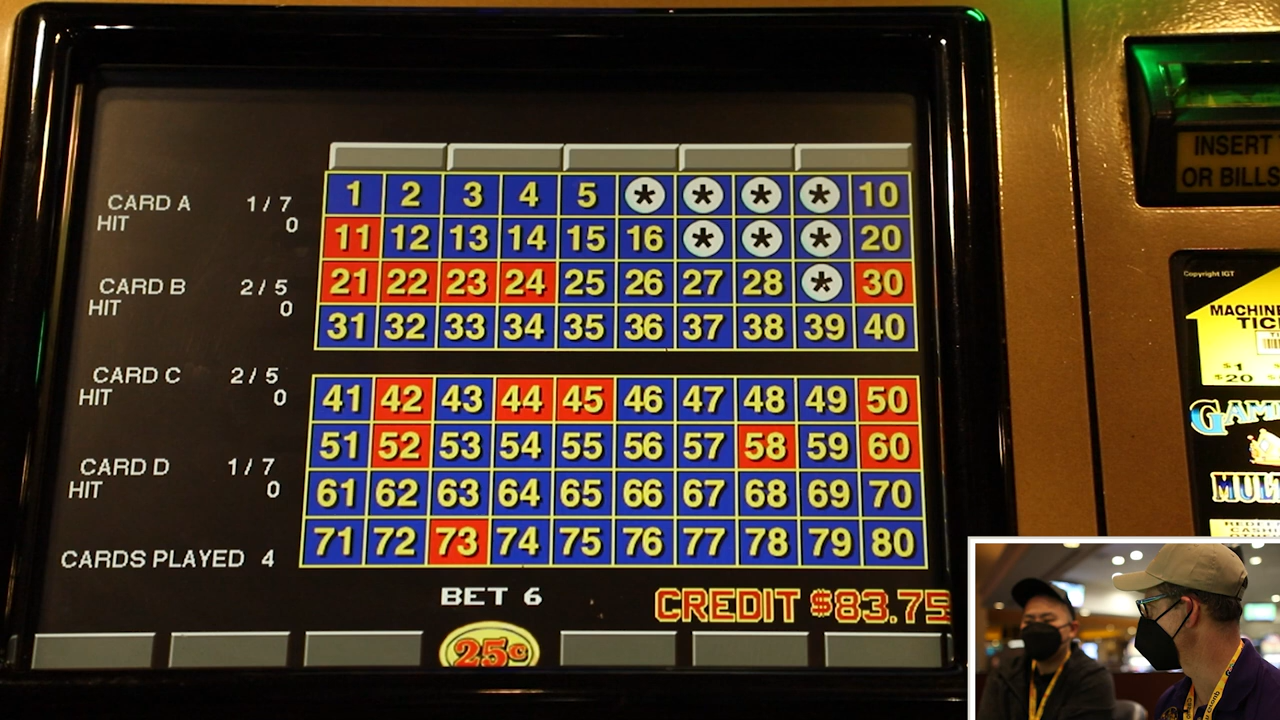 CARD A 1/7
HIT 0
CARD B 2/5
HIT 0
CARD C 2/5
HIT 0
CARD D 1/7
HIT 0
CARDS PLAYED 4
1 2 3 4 5 * * * * 10
11 12 13 14 15 16 * * * 20
21 22 23 24 25 26 27 28 * 30
31 32 33 34 35 36 37 38 39 40
41 42 43 44 45 46 47 48 49 50
51 52 53 54 55 56 57 58 59 60
61 62 63 64 65 66 67 68 69 70
71 72 73 74 75 76 77 78 79 80
BET 6
CREDIT $83.75
25¢
INSERT
OR BILLS
Copyright IGT
MACHINE
TIC
$1
$20
GAM
MULT